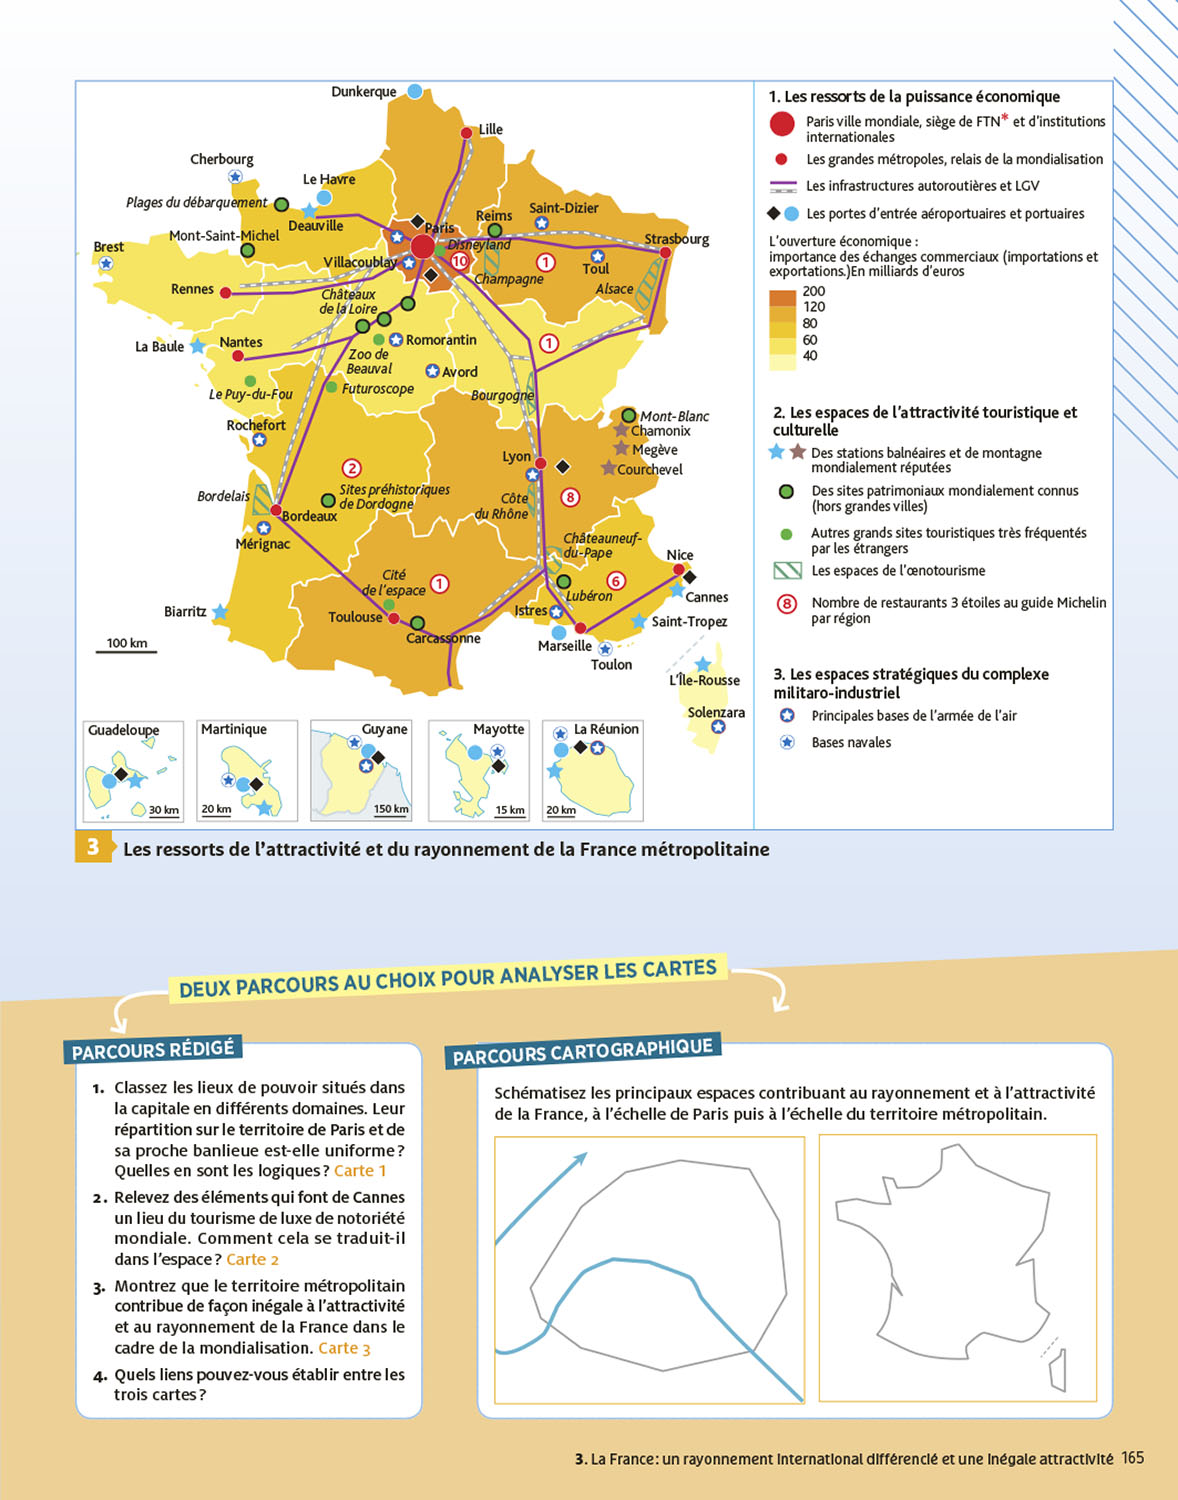 Dunkerque
Lille
Cherbourg
Le Havre
Plages du débarquement
Deauville
Paris
Reims
Saint-Dizier
Mont-Saint-Michel
Disneyland
Strasbourg
Brest
Villacoublay
10
1
Toul
Champagne
Alsace
Rennes
Châteaux
de la Loire
La Baule
Nantes
Romorantin
1
Zoo de
Beauval
Avord
Le Puy-du-Fou
Futuroscope
Bourgogne
Rochefort
Mont-Blanc
Chamonix
Megève
Courchevel
Lyon
2
Bordelais
Sites préhistoriques
de Dordogne
Côte
du Rhône
8
Bordeaux
Mérignac
Châteauneuf-
du-Pape
Nice
Cité
de l'espace
1
6
Lubéron
Cannes
Biarritz
Toulouse
Carcassonne
Istres
Saint-Tropez
Marseille
Toulon
100 km
L'Île-Rousse
Solenzara
Guadeloupe
30 km
Martinique
20 km
Guyane
150 km
Mayotte
15 km
La Réunion
20 km
1. Les ressorts de la puissance économique
Paris ville mondiale, siège de FTN* et d'institutions
internationales
Les grandes métropoles, relais de la mondialisation
Les infrastructures autoroutières et LGV
Les portes d'entrée aéroportuaires et portuaires
L'ouverture économique :
importance des échanges commerciaux (importations et
exportations.)En milliards d'euros
200
120
80
60
40
2. Les espaces de l'attractivité touristique et
culturelle
Des stations balnéaires et de montagne
mondialement réputées
Des sites patrimoniaux mondialement connus
(hors grandes villes)
Autres grands sites touristiques très fréquentés
par les étrangers
Les espaces de l'œnotourisme
8 Nombre de restaurants 3 étoiles au guide Michelin
par région
3. Les espaces stratégiques du complexe
militaro-industriel
Principales bases de l'armée de l'air
Bases navales
3 Les ressorts de l'attractivité et du rayonnement de la France métropolitaine
DEUX PARCOURS AU CHOIX POUR ANALYSER LES CARTES
PARCOURS RÉDIGÉ
1. Classez les lieux de pouvoir situés dans
la capitale en différents domaines. Leur
répartition sur le territoire de Paris et de
sa proche banlieue est-elle uniforme ?
Quelles en sont les logiques ? Carte 1
2. Relevez des éléments qui font de Cannes
un lieu du tourisme de luxe de notoriété
mondiale. Comment cela se traduit-il
dans l'espace ? Carte 2
3. Montrez que le territoire métropolitain
contribue de façon inégale à l'attractivité
et au rayonnement de la France dans le
cadre de la mondialisation. Carte 3
4. Quels liens pouvez-vous établir entre les
trois cartes ?
PARCOURS CARTOGRAPHIQUE
Schématisez les principaux espaces contribuant au rayonnement et à l'attractivité
de la France, à l'échelle de Paris puis à l'échelle du territoire métropolitain.
3. La France : un rayonnement international différencié et une inégale attractivité 165